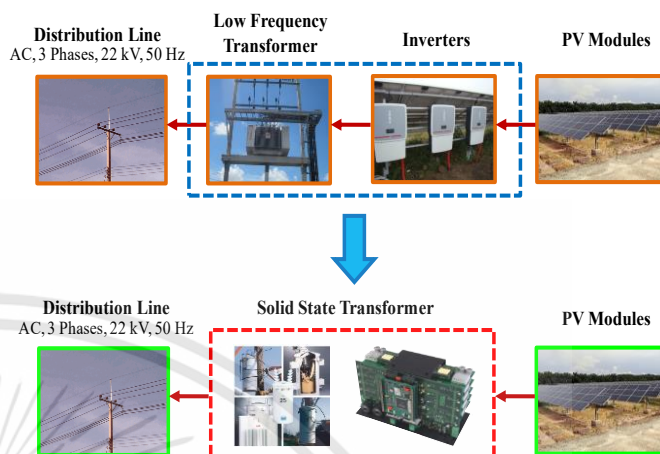 Distribution Line
AC, 3 Phases, 22 kV, 50 Hz
Low Frequency
Transformer
Inverters
PV Modules
Distribution Line
AC, 3 Phases, 22 kV, 50 Hz
Solid State Transformer
PV Modules